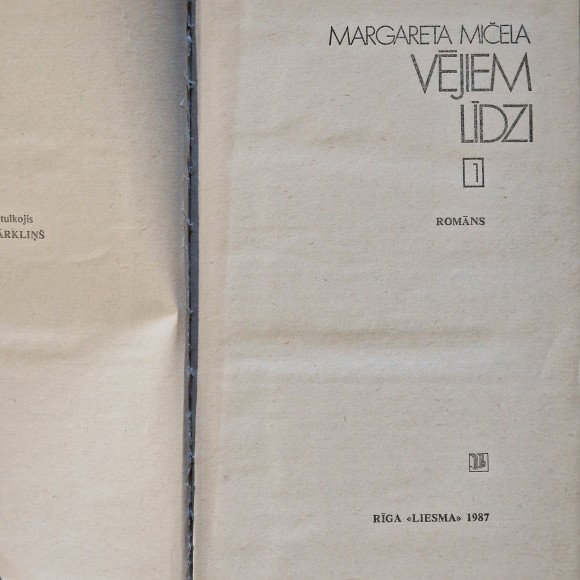 tulkojis
ĀRKLIŅŠ
MARGARETA MIČELA
VĒJIEM
LĪDZI
1
ROMĀNS
RĪGA «LIESMA» 1987